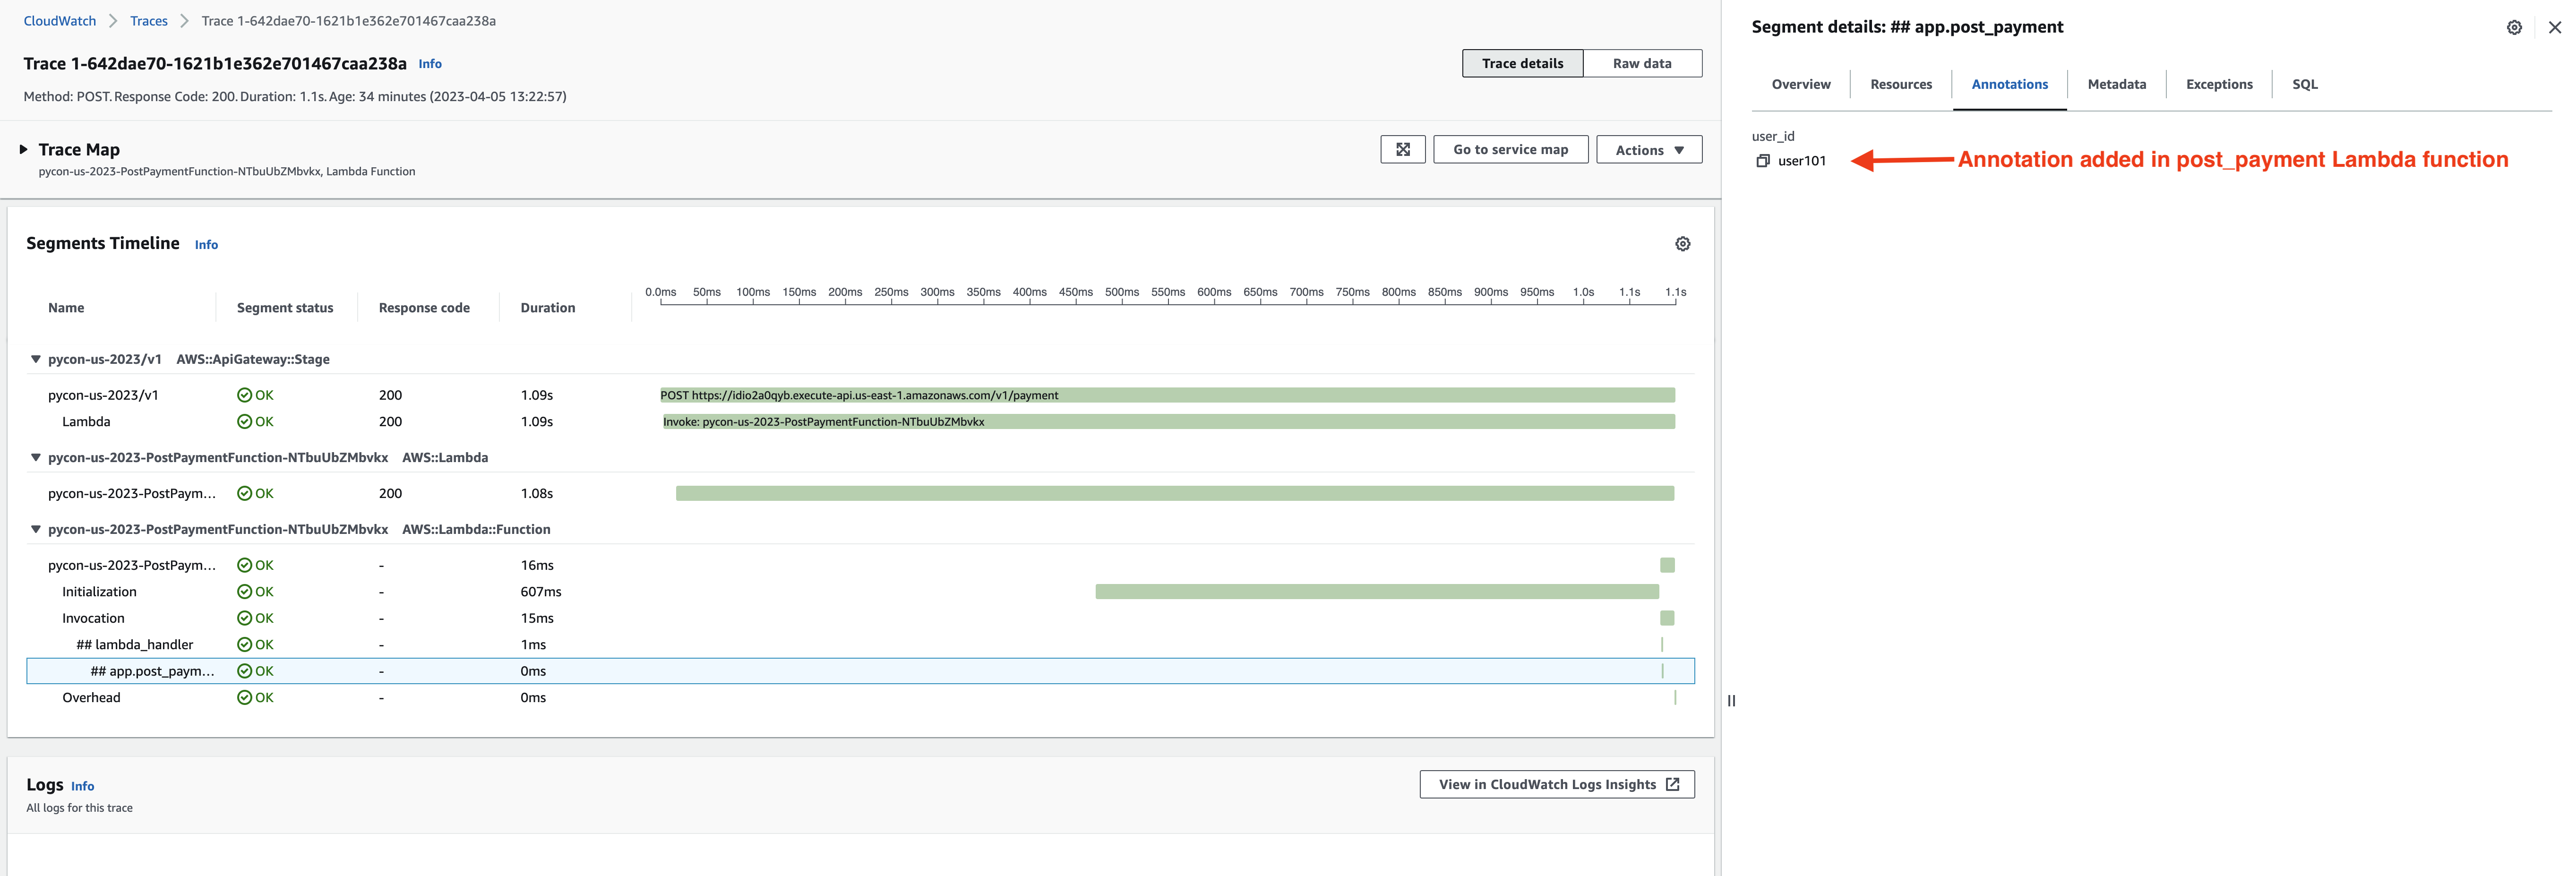 CloudWatch > Traces > Trace 1-642dae70-1621b1e362e701467caa238a
Trace 1-642dae70-1621b1e362e701467caa238a Info
Trace details Raw data
Method: POST. Response Code: 200. Duration: 1.1s. Age: 34 minutes (2023-04-05 13:22:57)
Trace Map
pycon-us-2023-PostPaymentFunction-NTbuUbZMbvkx, Lambda Function
Go to service map Actions
Segments Timeline Info
Name Segment status Response code Duration
0.0ms 50ms 100ms 150ms 200ms 250ms 300ms 350ms 400ms 450ms 500ms 550ms 600ms 650ms 700ms 750ms 800ms 850ms 900ms 950ms 1.0s 1.1s 1.1s
pycon-us-2023/v1 AWS::ApiGateway::Stage
pycon-us-2023/v1 OK 200 1.09s POST https://idio2a0qyb.execute-api.us-east-1.amazonaws.com/v1/payment
Lambda OK 200 1.09s Invoke: pycon-us-2023-PostPaymentFunction-NTbuUbZMbvkx
pycon-us-2023-PostPaymentFunction-NTbuUbZMbvkx AWS::Lambda
pycon-us-2023-PostPaym... OK 200 1.08s
pycon-us-2023-PostPaymentFunction-NTbuUbZMbvkx AWS::Lambda::Function
pycon-us-2023-PostPaym... OK - 16ms
Initialization OK - 607ms
Invocation OK - 15ms
## lambda_handler OK - 1ms
## app.post_paym... OK - 0ms
Overhead OK - 0ms
Logs Info
All logs for this trace
View in CloudWatch Logs Insights
Segment details: ## app.post_payment
Overview Resources Annotations Metadata Exceptions SQL
user_id
user101
Annotation added in post_payment Lambda function